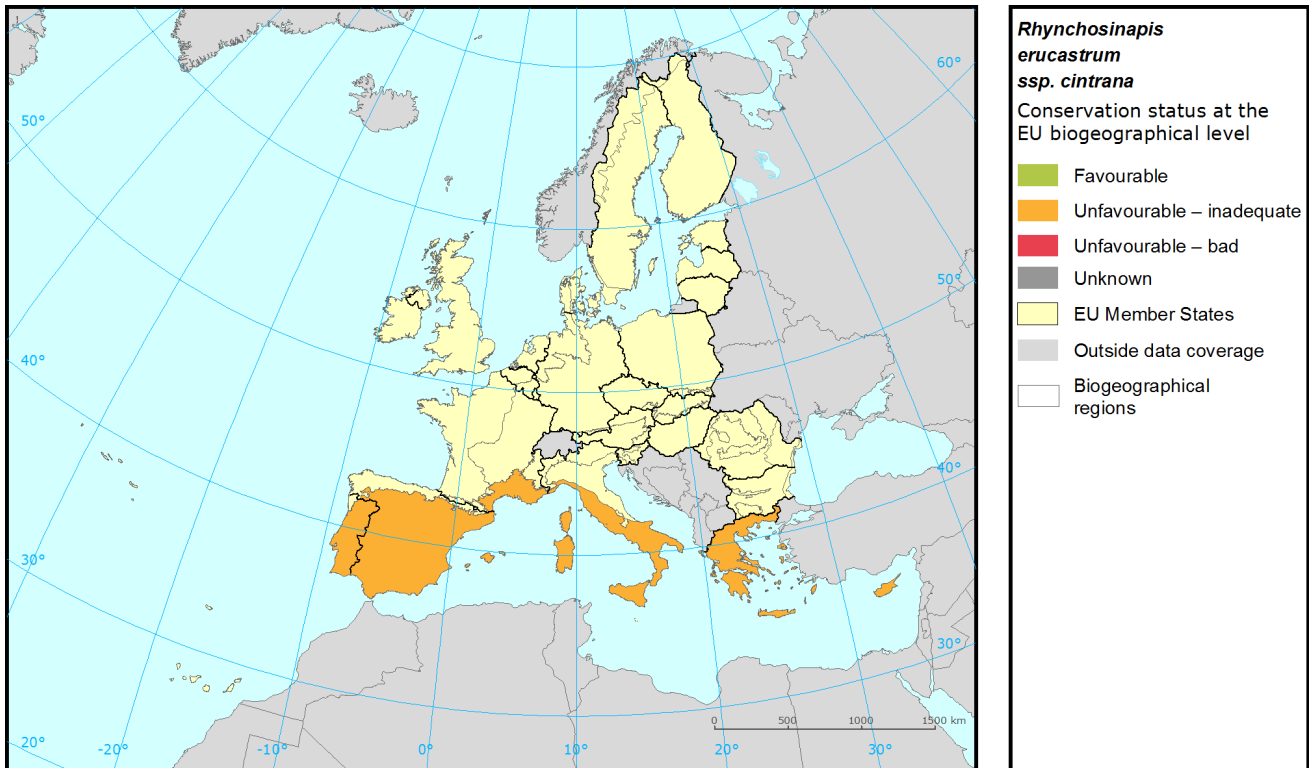 Rhynchosinapis
erucastrum
ssp. cintrana
Conservation status at the
EU biogeographical level
Favourable
Unfavourable – inadequate
Unfavourable – bad
Unknown
EU Member States
Outside data coverage
Biogeographical
regions
60°
50°
50°
40°
40°
30°
30°
20°
-20°
-10°
0°
10°
20°
30°
0 500 1000 1500 km